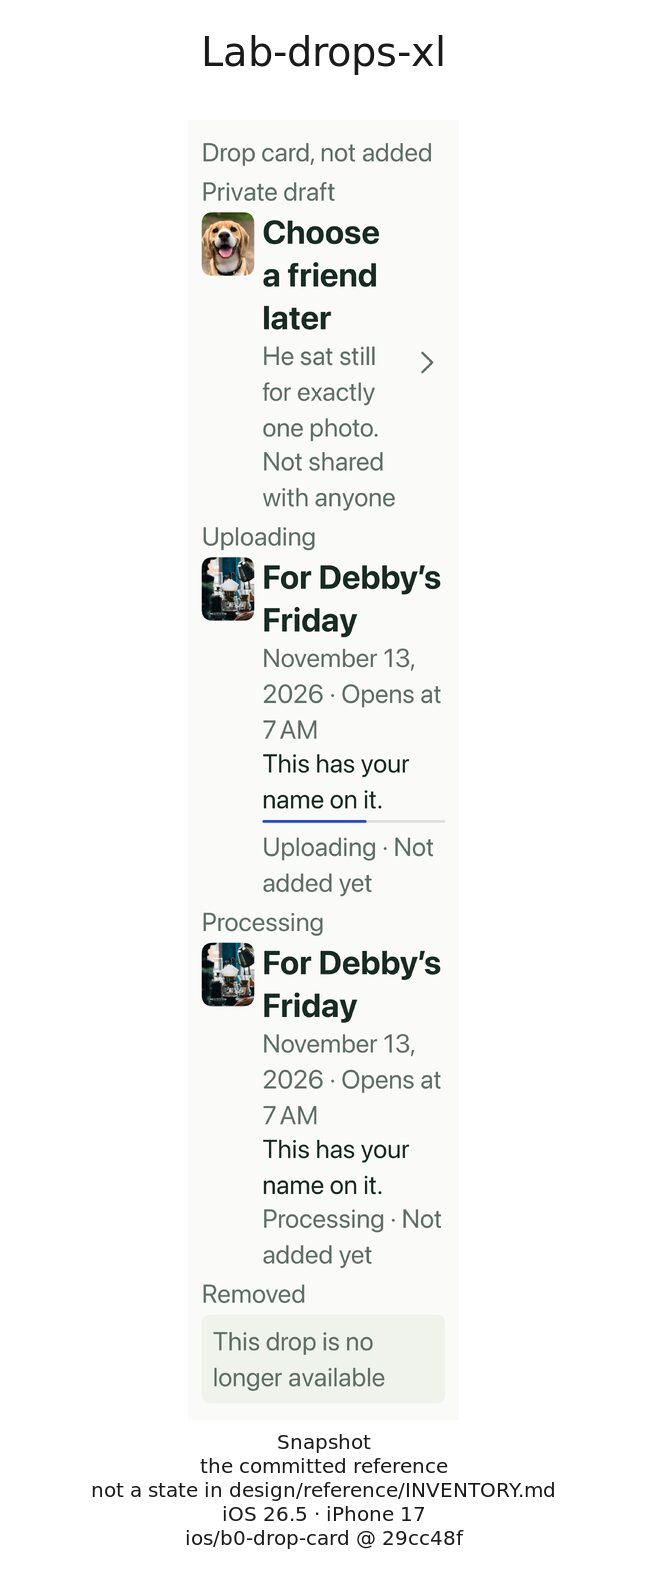 Lab-drops-xl
Drop card, not added
Private draft
Choose
a friend
later
He sat still
for exactly
one photo.
Not shared
with anyone
Uploading
For Debby’s
Friday
November 13,
2026 · Opens at
7 AM
This has your
name on it.
Uploading · Not
added yet
Processing
For Debby’s
Friday
November 13,
2026 · Opens at
7 AM
This has your
name on it.
Processing · Not
added yet
Removed
This drop is no
longer available
Snapshot
the committed reference
not a state in design/reference/INVENTORY.md
iOS 26.5 · iPhone 17
ios/b0-drop-card @ 29cc48f